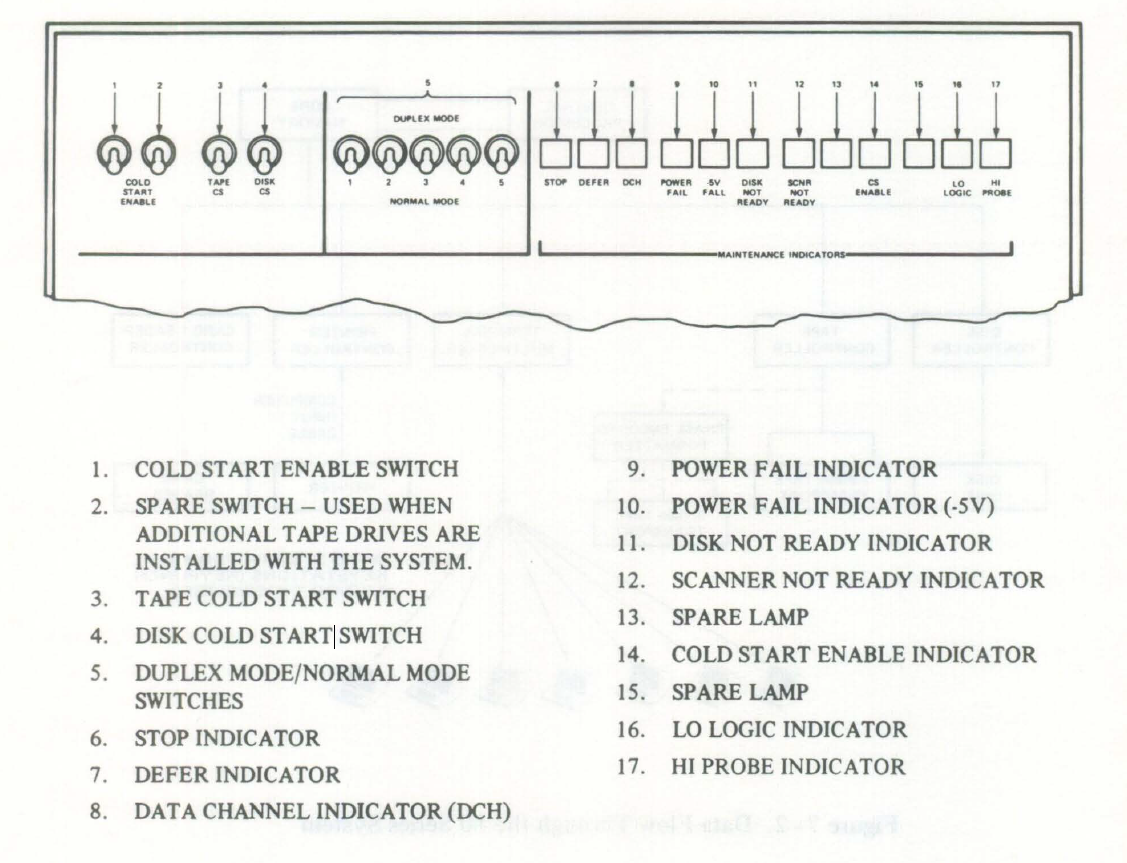 1 2 3 4 5 6 7 8 9 10 11 12 13 14 15 16 17
DUPLEX MODE
COLD
START
ENABLE
TAPE
CS
DISK
CS
1 2 3 4 5
NORMAL MODE
STOP DEFER DCH
POWER
FAIL
-5V
FALL
DISK
NOT
READY
SCNR
NOT
READY
CS
ENABLE
LO
LOGIC
HI
PROBE
MAINTENANCE INDICATORS
1. COLD START ENABLE SWITCH
2. SPARE SWITCH – USED WHEN
ADDITIONAL TAPE DRIVES ARE
INSTALLED WITH THE SYSTEM.
3. TAPE COLD START SWITCH
4. DISK COLD START SWITCH
5. DUPLEX MODE/NORMAL MODE
SWITCHES
6. STOP INDICATOR
7. DEFER INDICATOR
8. DATA CHANNEL INDICATOR (DCH)
9. POWER FAIL INDICATOR
10. POWER FAIL INDICATOR (-5V)
11. DISK NOT READY INDICATOR
12. SCANNER NOT READY INDICATOR
13. SPARE LAMP
14. COLD START ENABLE INDICATOR
15. SPARE LAMP
16. LO LOGIC INDICATOR
17. HI PROBE INDICATOR